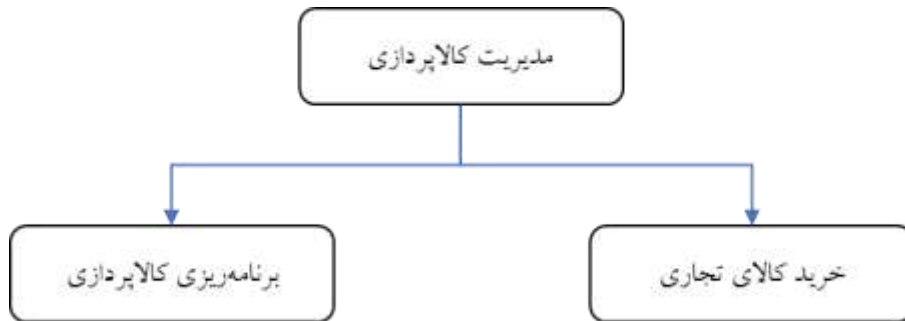 مدیریت کالاپردازی
خرید کالای تجاری
برنامه‌ریزی کالاپردازی